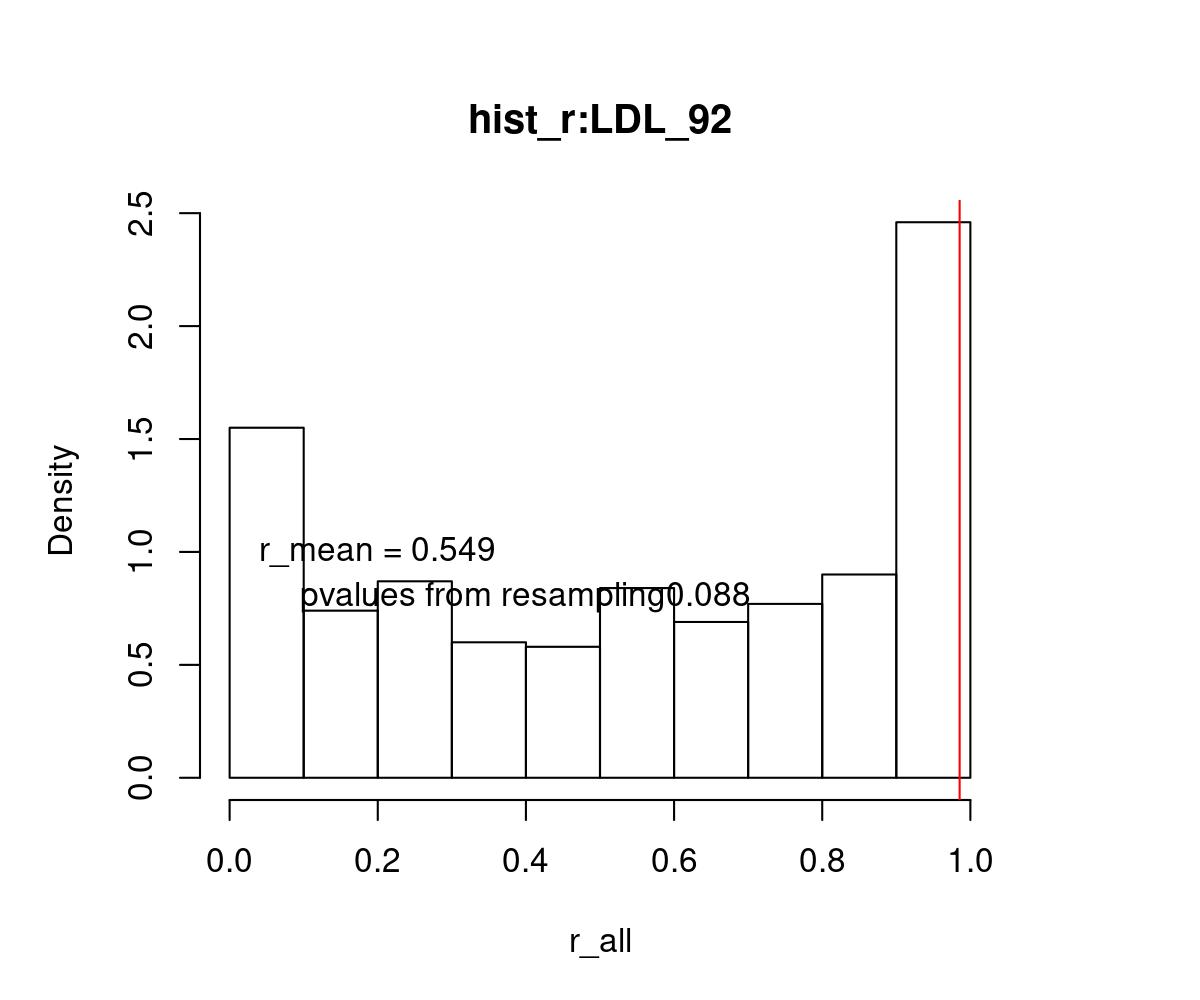 hist_r:LDL_92
2.5
2.0
1.5
1.0
0.5
0.0
Density
r_mean = 0.549
pvalues from resampling0.088
0.0 0.2 0.4 0.6 0.8 1.0
r_all